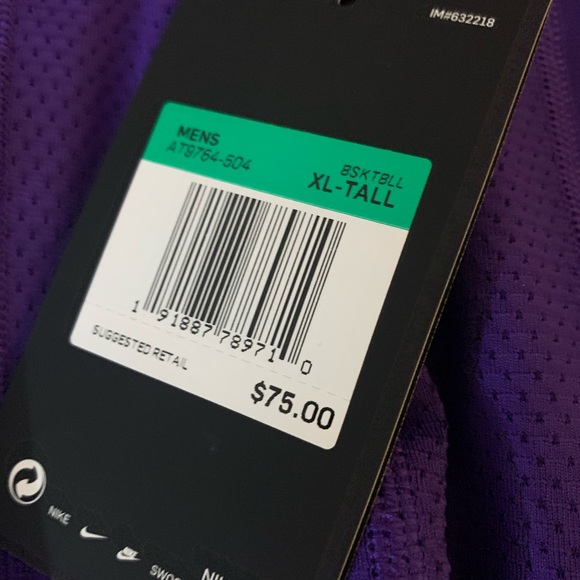 IM#632218
MENS
AT9764-504
BSKTBLL
XL-TALL
1 91887 78971 0
SUGGESTED RETAIL
$75.00
NIKE